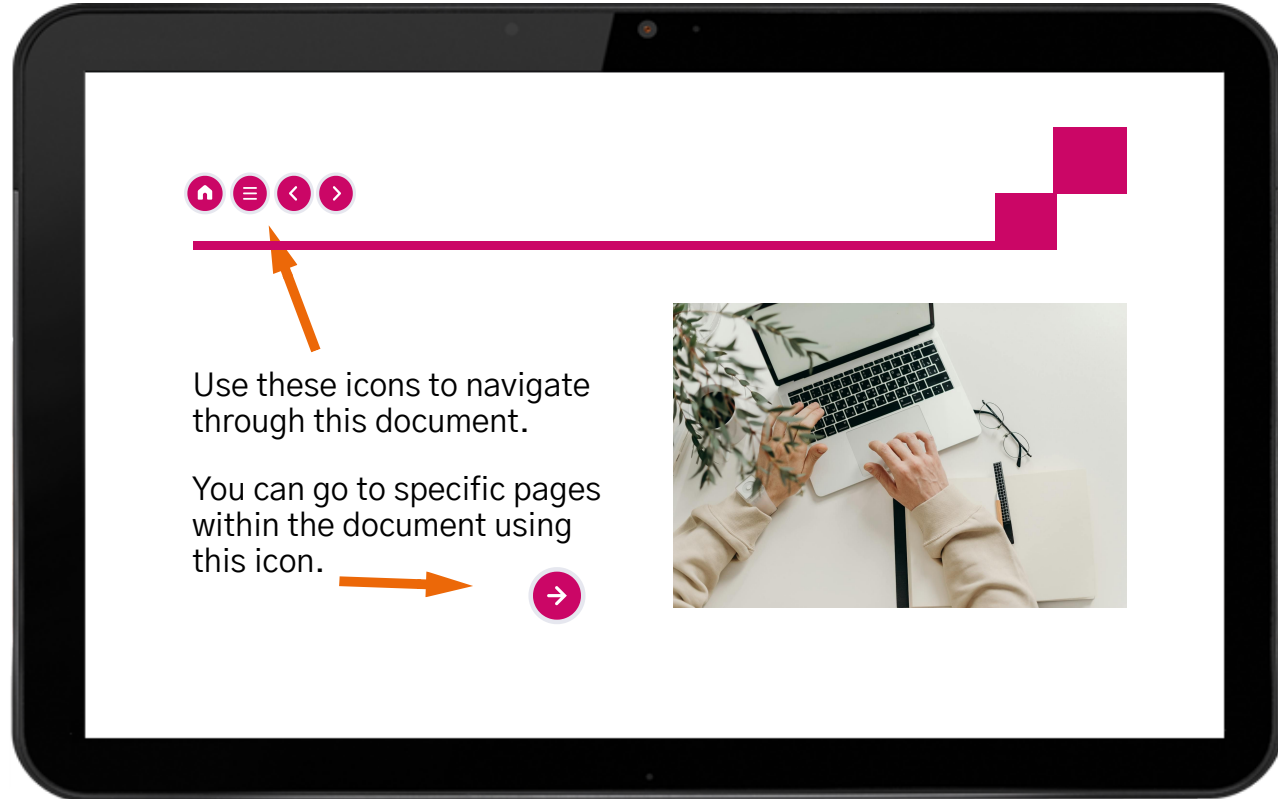 Use these icons to navigate
through this document.
You can go to specific pages
within the document using
this icon.